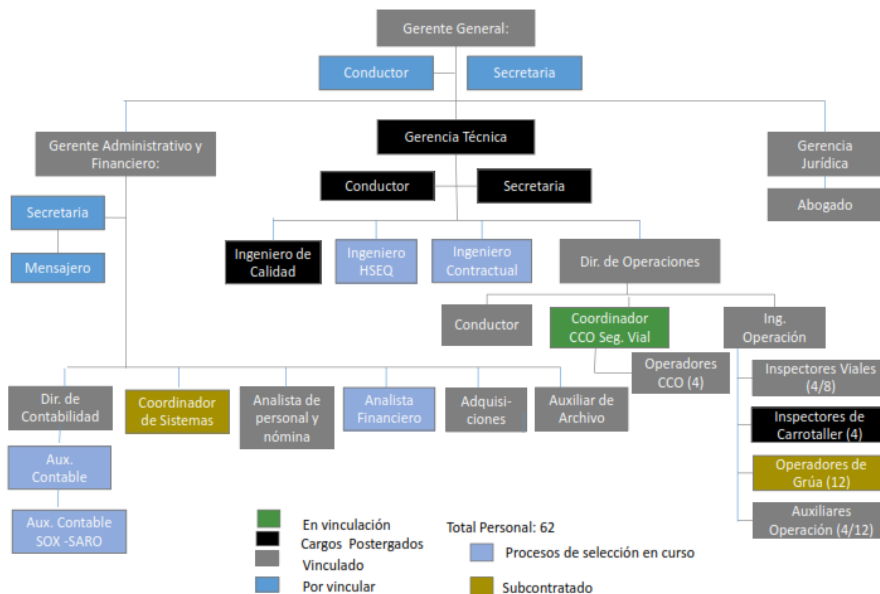 Gerente General:
Conductor
Secretaria
Gerente Administrativo y
Financiero:
Gerencia Técnica
Gerencia
Jurídica
Conductor
Secretaria
Abogado
Secretaria
Mensajero
Ingeniero de
Calidad
Ingeniero
HSEQ
Ingeniero
Contractual
Dir. de Operaciones
Conductor
Coordinador
CCO Seg. Vial
Ing.
Operación
Operadores
CCO (4)
Inspectores Viales
(4/8)
Inspectores de
Carrotaller (4)
Operadores de
Grúa (12)
Auxiliares
Operación (4/12)
Dir. de
Contabilidad
Coordinador
de Sistemas
Analista de
personal y
nómina
Analista
Financiero
Adquisi-
ciones
Auxiliar de
Archivo
Aux.
Contable
Aux. Contable
SOX -SARO
En vinculación
Cargos Postergados
Vinculado
Por vincular
Total Personal: 62
Procesos de selección en curso
Subcontratado